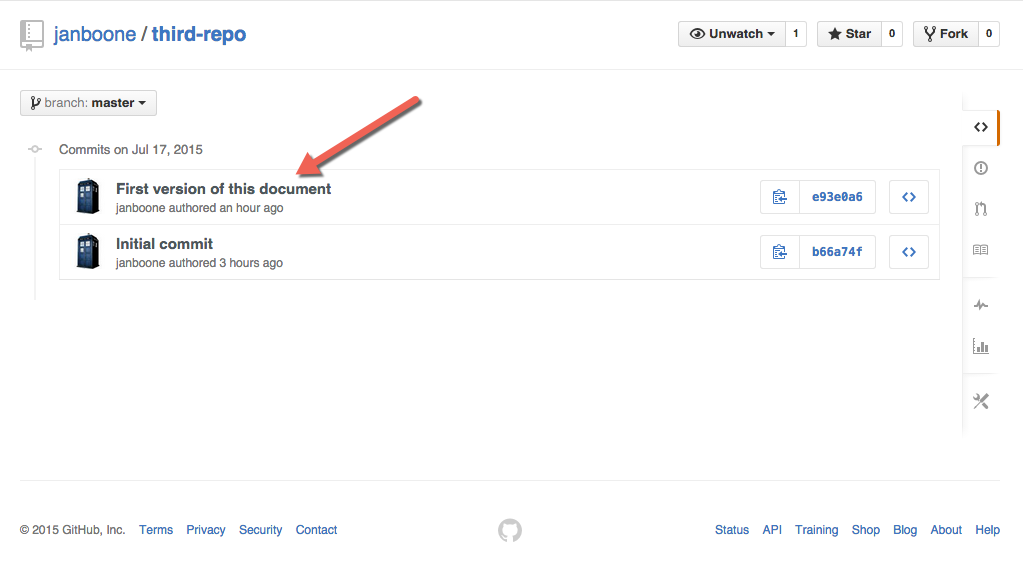 janboone / third-repo
Unwatch 1 Star 0 Fork 0
branch: master
Commits on Jul 17, 2015
First version of this document
janboone authored an hour ago
e93e0a6
Initial commit
janboone authored 3 hours ago
b66a74f
© 2015 GitHub, Inc. Terms Privacy Security Contact
Status API Training Shop Blog About Help